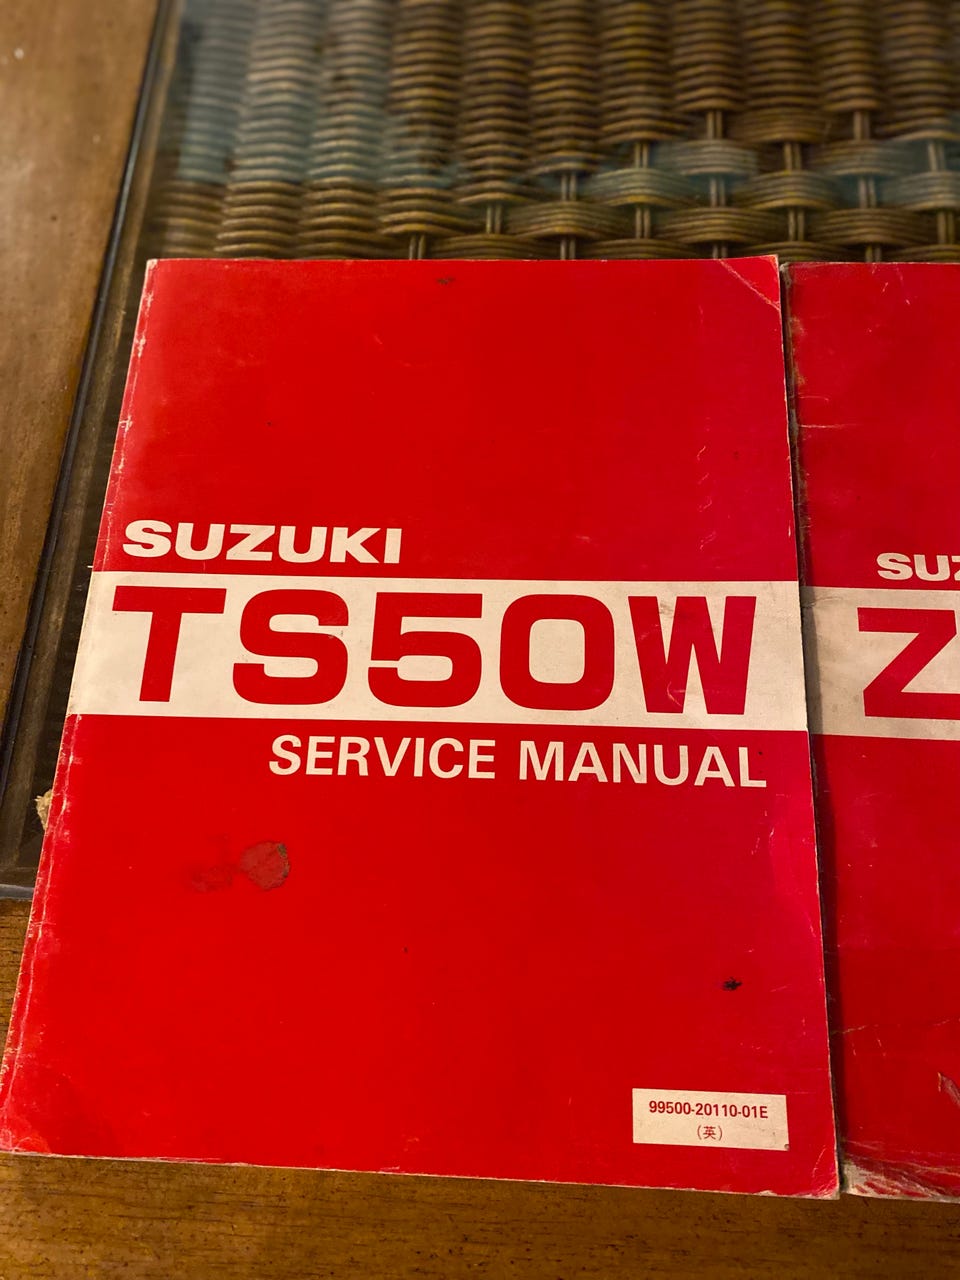 SUZUKI
TS50W
SERVICE MANUAL
99500-20110-01E
(英)
SUZ
Z